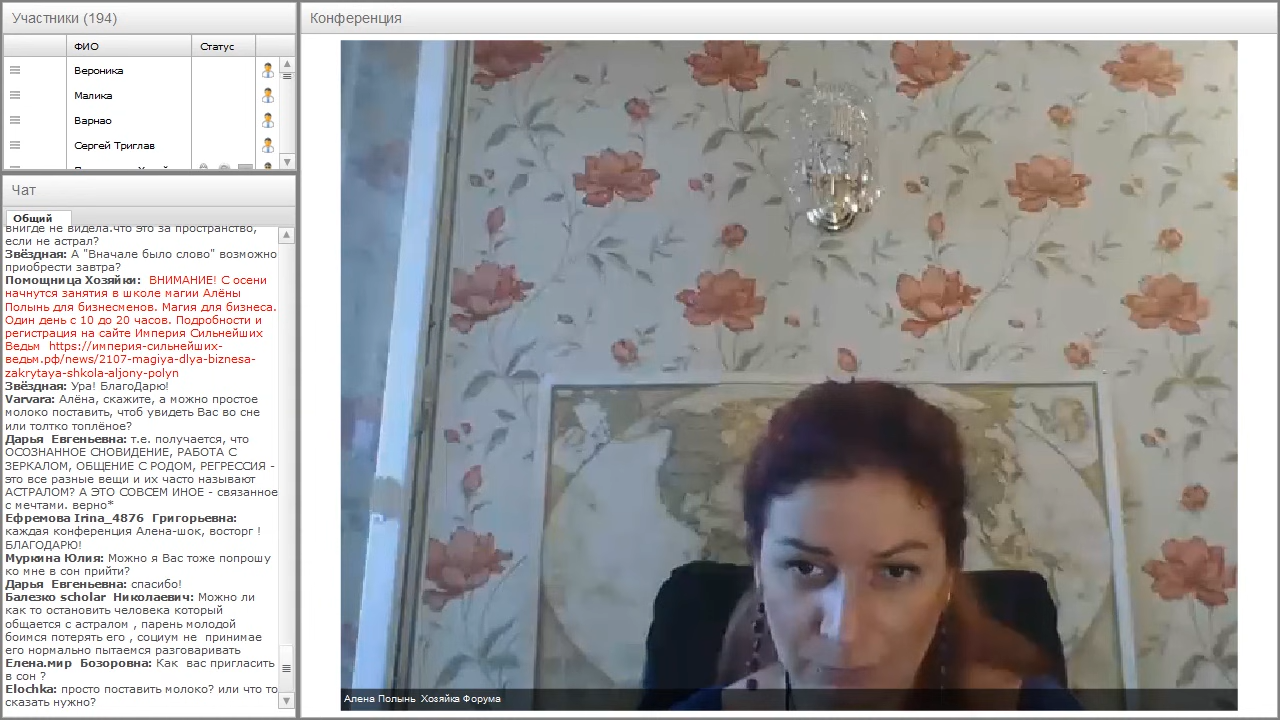 Участники (194)
ФИО
Статус
Вероника
Малика
Варнао
Сергей Триглав
Чат
Общий
если не астрал?
Звёздная: А "Вначале было слово" возможно
приобрести завтра?
Помощница Хозяйки: ВНИМАНИЕ! С осени
начнутся занятия в школе магии Алёны
Полынь для бизнесменов. Магия для бизнеса.
Один день с 10 до 20 часов. Подробности и
регистрация на сайте Империя Сильнейших
Ведьм https://империя-сильнейших-
ведьм.рф/news/2107-magiya-dlya-biznesa-
zakrytaya-shkola-aljony-polyn
Звёздная: Ура! БлагоДарю!
Varvara: Алёна, отчевту, а можно простое
молоко поставить, чтоб увидеть Вас во сне
или толтко топлёное?
Дарья Евгеньевна: т.е. получается, что
ОСОЗНАННОЕ СНОВИДЕНИЕ, РАБОТА С
ЗЕРКАЛОМ, ОБЩЕНИЕ С РОДОМ, РЕГРЕССИЯ -
это все разные вещи и их часто называют
АСТРАЛОМ? А ЭТО СОВСЕМ ИНОЕ - связанное
с мечтами. верно*
Ефремова Irina_4876 Григорьевна:
каждая конференция Алена-шок, восторг !
БЛАГОДАРЮ!
Муркина Юлия: Можно я Вас тоже попрошу
ко мне в сон прийти?
Дарья Евгеньевна: спасибо!
Балезко scholar Николаевич: Можно ли
как то остановить человека который
общается с астралом , парень молодой
боимся потерять его , социум не принимае
его нормально пытаемся разговаривать
Елена.мир Бозоровна: Как вас пригласить
в сон ?
Elochka: просто поставить молоко? или что то
сказать нужно?
Конференция
Алена Полынь Хозяйка Форума